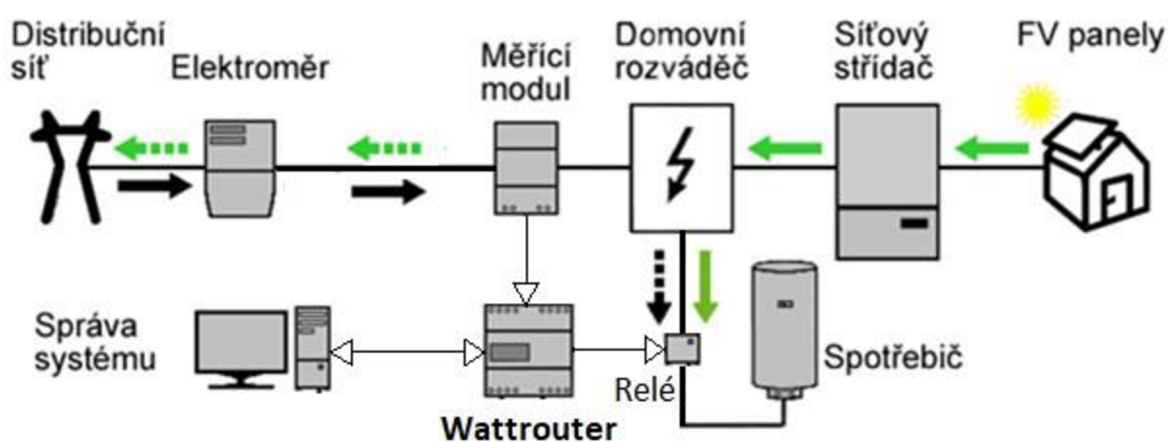 Distribuční
síť
Elektroměr
Měřící
modul
Domovní
rozváděč
Síťový
střídač
FV panely
Správa
systému
Wattrouter
Relé
Spotřebič